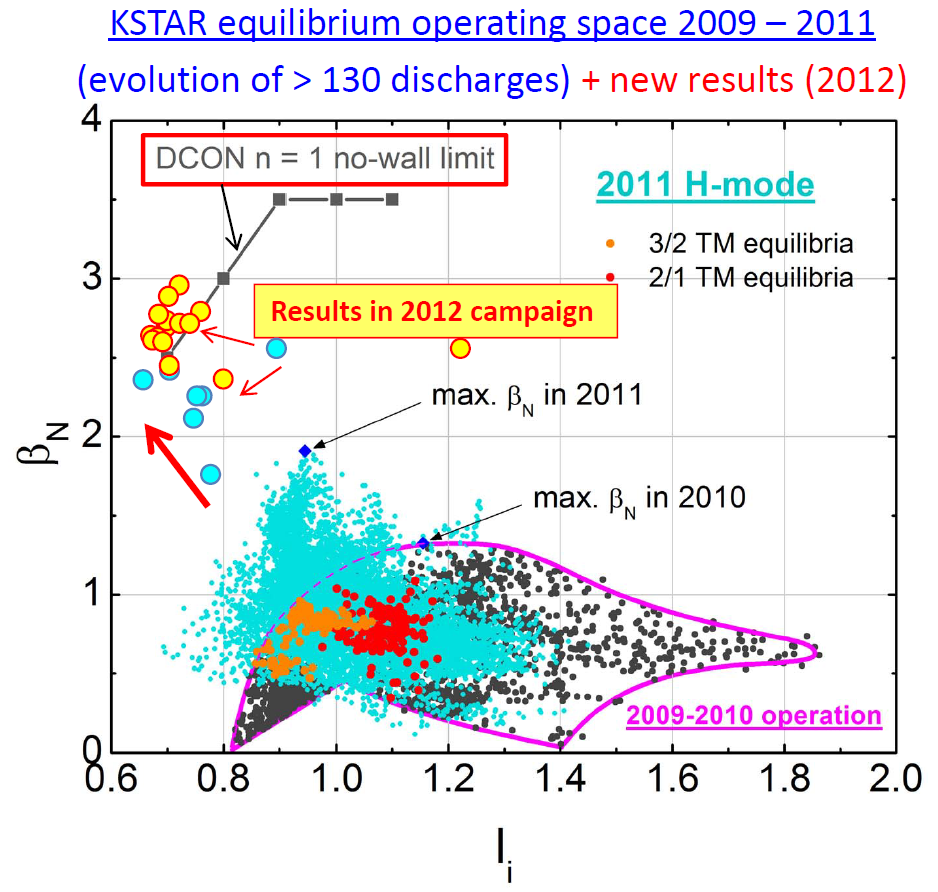 KSTAR equilibrium operating space 2009 – 2011
(evolution of > 130 discharges) + new results (2012)
4
DCON n = 1 no-wall limit
2011 H-mode
3/2 TM equilibria
2/1 TM equilibria
3
Results in 2012 campaign
max. βN in 2011
2
βN
max. βN in 2010
1
2009-2010 operation
0
0.6 0.8 1.0 1.2 1.4 1.6 1.8 2.0
li